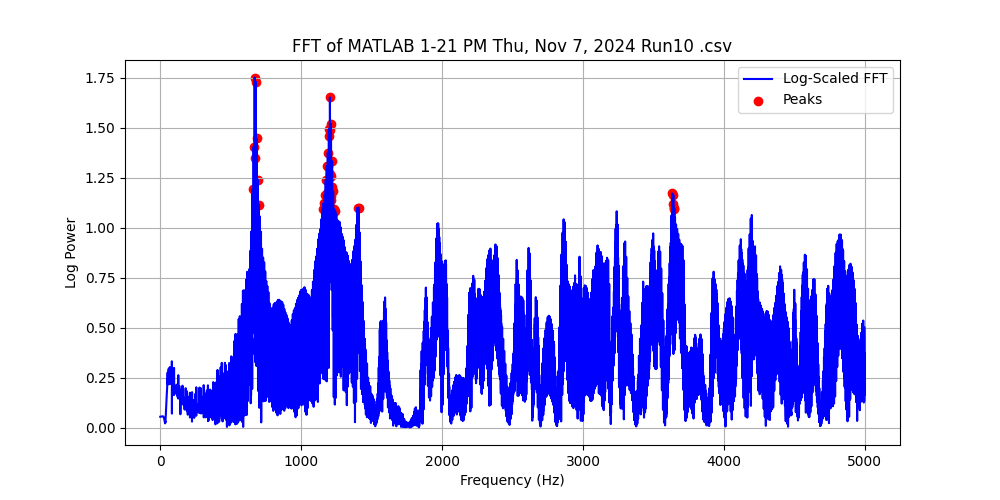 FFT of MATLAB 1-21 PM Thu, Nov 7, 2024 Run10 .csv
Log-Scaled FFT
Peaks
1.75
1.50
1.25
1.00
0.75
0.50
0.25
0.00
Log Power
0 1000 2000 3000 4000 5000
Frequency (Hz)